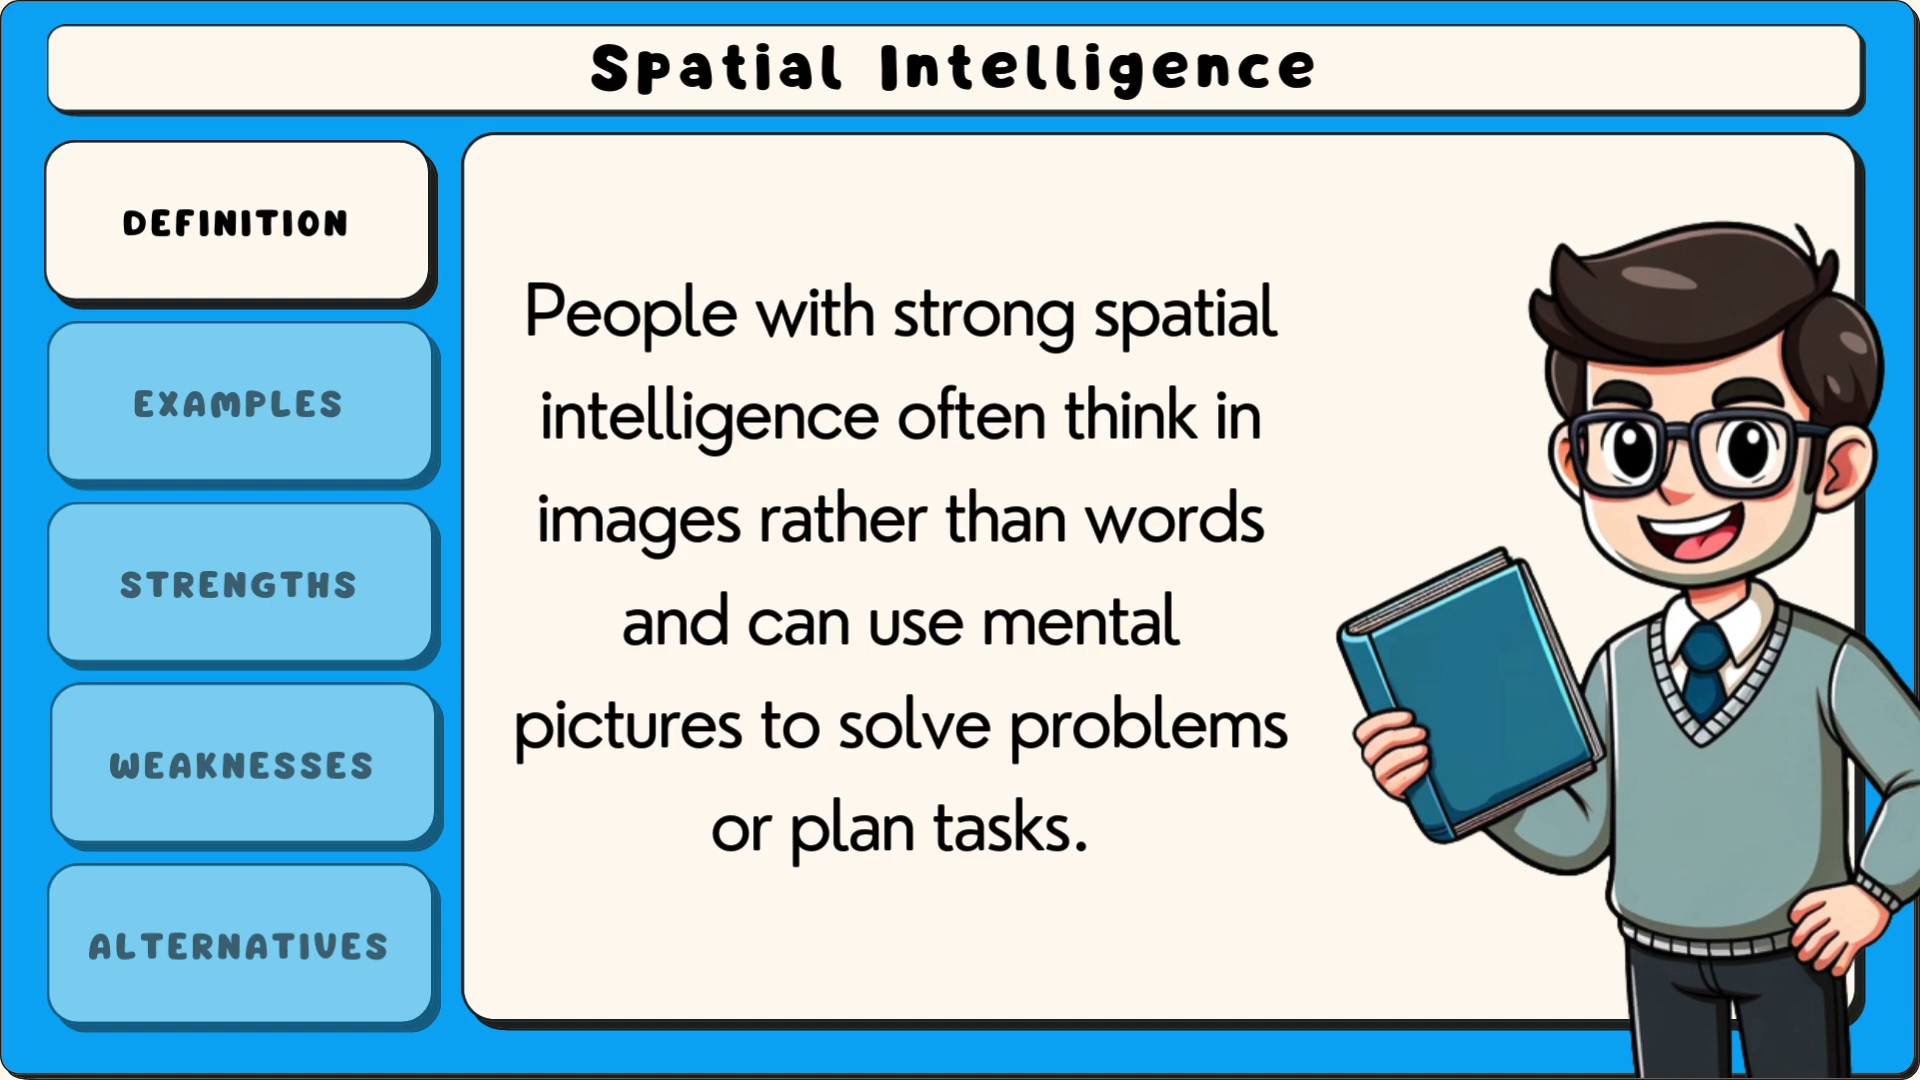 Spatial Intelligence
DEFINITION
EXAMPLES
STRENGTHS
WEAKNESSES
ALTERNATIVES
People with strong spatial
intelligence often think in
images rather than words
and can use mental
pictures to solve problems
or plan tasks.